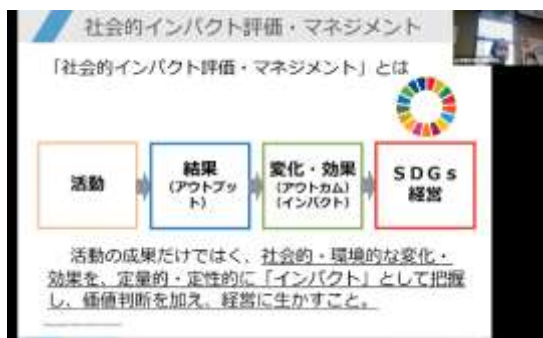 社会的インパクト評価・マネジメント
「社会的インパクト評価・マネジメント」とは
活動
結果
(アウトプッ
ト)
変化・効果
(アウトカム)
(インパクト)
SDGs
経営
活動の成果だけではく、社会的・環境的な変化・
効果を、定量的・定性的に「インパクト」として把握
し、価値判断を加え、経営に生かすこと。